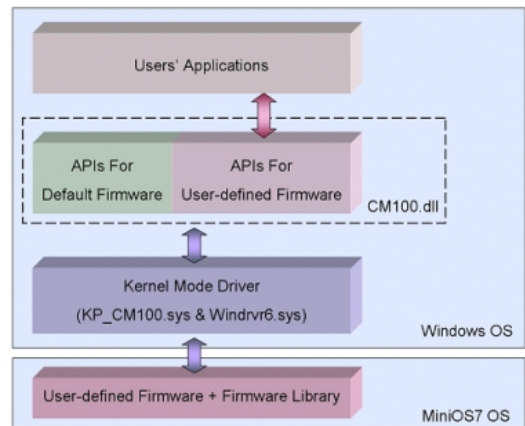 Users' Applications
APIs For
Default Firmware
APIs For
User-defined Firmware
CM100.dll
Kernel Mode Driver
(KP_CM100.sys & Windrvr6.sys)
Windows OS
User-defined Firmware + Firmware Library
MiniOS7 OS